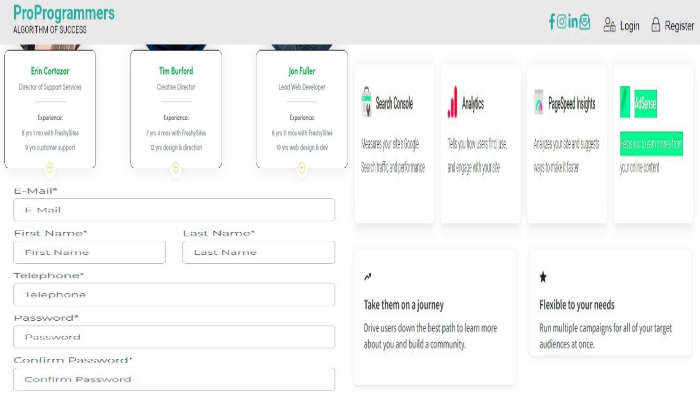 ProProgrammers
ALGORITHM OF SUCCESS
Login
Register
Erin Cortazar
Director of Support Services
Experience:
8 yrs 1 mo with FreshySites
9 yrs customer support
Tim Burford
Creative Director
Experience:
7 yrs 4 mos with FreshySites
12 yrs design & direction
Jon Fuller
Lead Web Developer
Experience:
6 yrs 11 mos with FreshySites
19 yrs web design & dev
E-Mail*
E-Mail
First Name*
Last Name*
First Name
Last Name
Telephone*
Telephone
Password*
Password
Confirm Password*
Confirm Password
Search Console
Measures your site's Google
Search traffic and performance
Analytics
Tells you how users find, use,
and engage with your site
PageSpeed Insights
Analyzes your site and suggests
ways to make it faster
AdSense
Helps you to earn money from
your online content
Take them on a journey
Drive users down the best path to learn more
about you and build a community.
Flexible to your needs
Run multiple campaigns for all of your target
audiences at once.